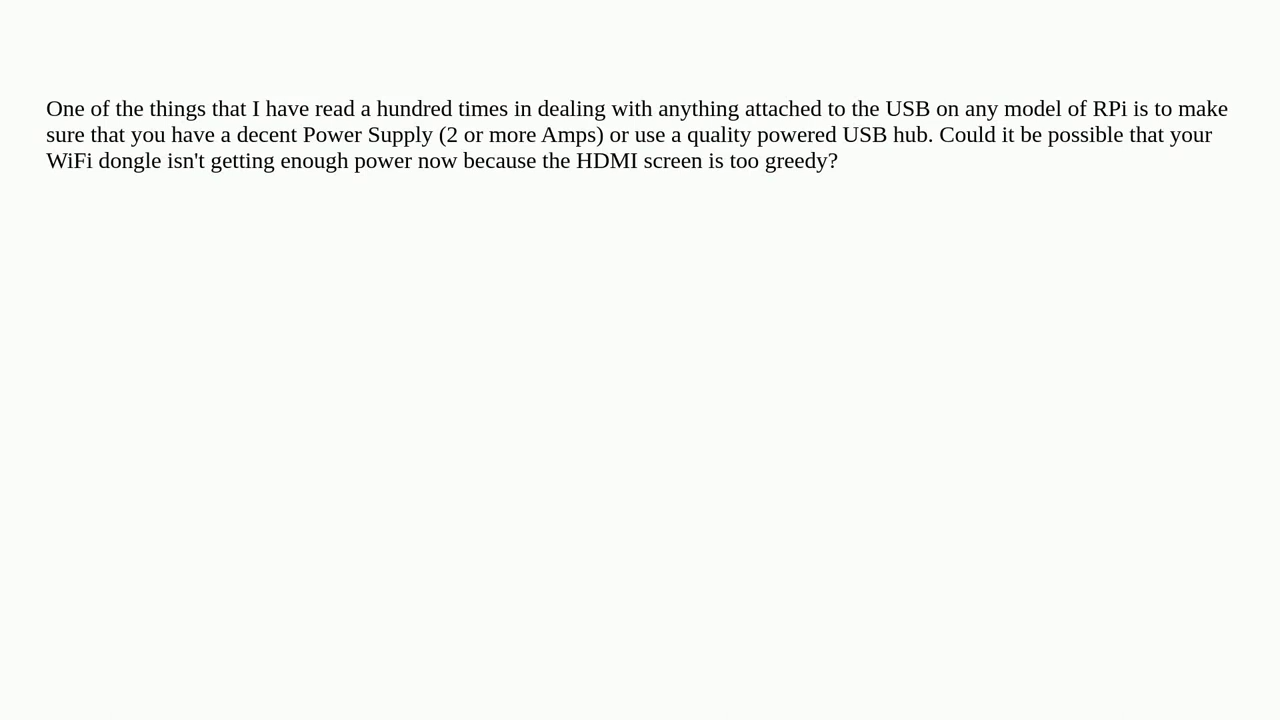 One of the things that I have read a hundred times in dealing with anything attached to the USB on any model of RPi is to make
sure that you have a decent Power Supply (2 or more Amps) or use a quality powered USB hub. Could it be possible that your
WiFi dongle isn't getting enough power now because the HDMI screen is too greedy?